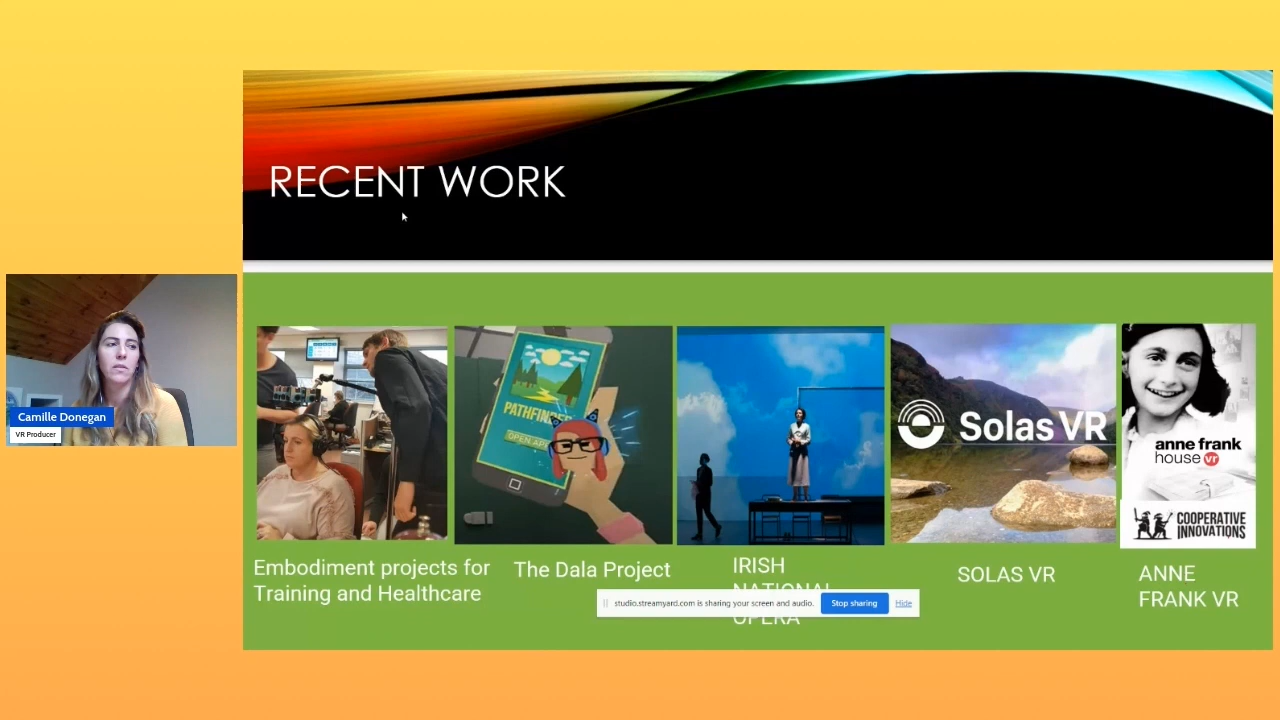 RECENT WORK
Camille Donegan
VR Producer
PATHFINDER
OPEN APP
Solas VR
anne frank
house vr
COOPERATIVE
INNOVATIONS
Embodiment projects for
Training and Healthcare
The Dala Project
IRISH
NATIONAL
OPERA
SOLAS VR
ANNE
FRANK VR
studio.streamyard.com is sharing your screen and audio.
Stop sharing
Hide